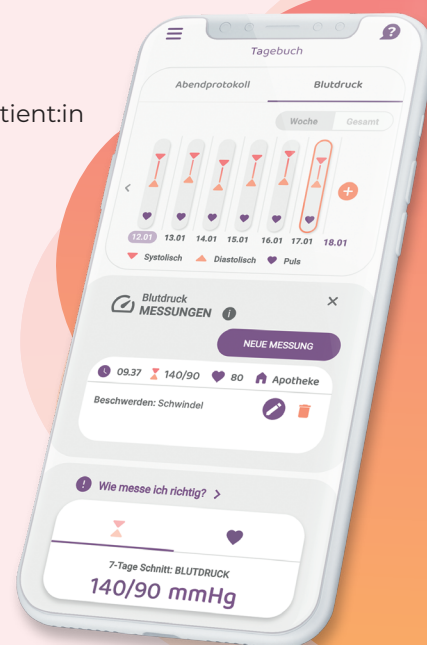 tient:in
Tagebuch
Abendprotokoll Blutdruck
Woche Gesamt
12.01 13.01 14.01 15.01 16.01 17.01 18.01
Systolisch Diastolisch Puls
Blutdruck
MESSUNGEN i
NEUE MESSUNG
09.37 140/90 80 Apotheke
Beschwerden: Schwindel
! Wie messe ich richtig? >
7-Tage Schnitt: BLUTDRUCK
140/90 mmHg